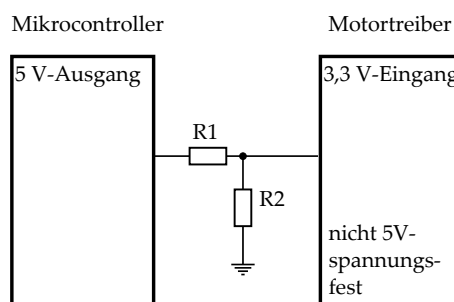 Mikrocontroller
Motortreiber
5 V-Ausgang
3,3 V-Eingang
R1
R2
nicht 5V-
spannungs-
fest